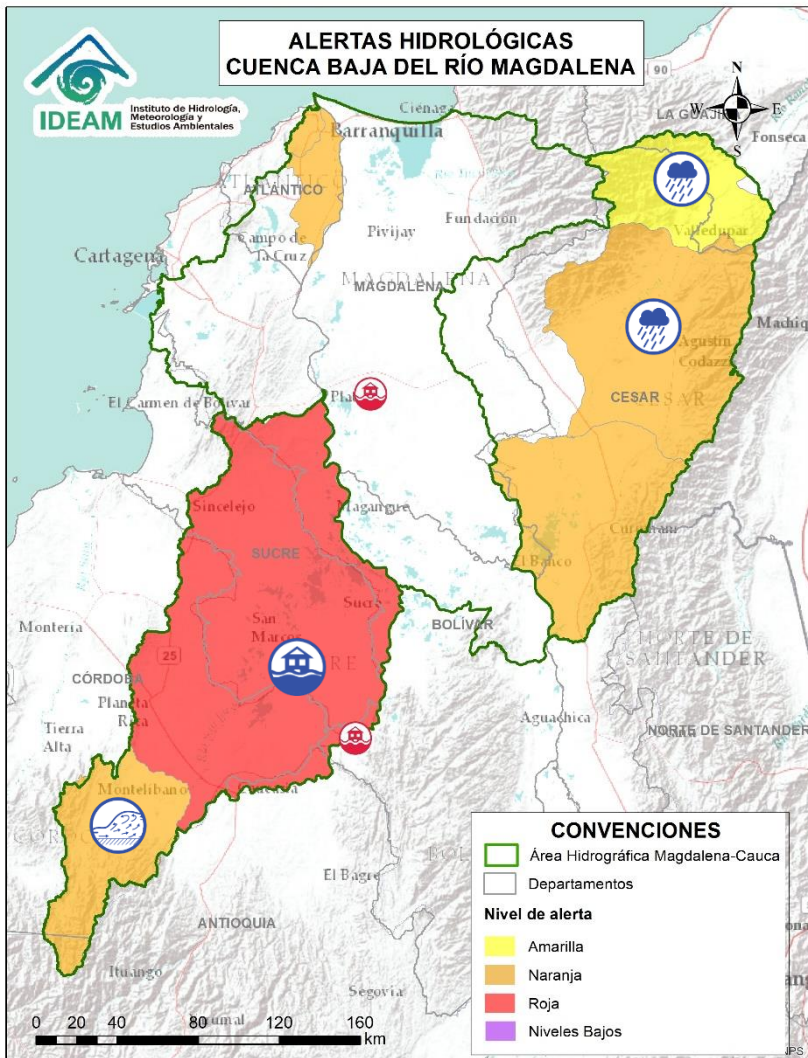 ALERTAS HIDROLÓGICAS
CUENCA BAJA DEL RÍO MAGDALENA
IDEAM
Instituto de Hidrología,
Meteorología y
Estudios Ambientales
90
N
W
E
S
Ciénaga
LA GUAJIRA
Barranquilla
Fonseca
ATLÁNTICO
Fundación
Pivijay
Valledupar
Campo de
la Cruz
Cartagena
MAGDALENA
MAGDALENA
Agustín
Codazzi
CESAR
El Carmen de Bolívar
Sincelejo
Magangue
SUCRE
El Banco
Sucre
San
Marcos
BOLÍVAR
Montería
NORTE DE
SANTANDER
25
CÓRDOBA
Planeta
Rica
Aguachica
NORTE DE SANTANDER
Tierra
Alta
Montelíbano
El Bagre
ANTIOQUIA
Ituango
Segovia
CONVENCIONES
Área Hidrográfica Magdalena-Cauca
Departamentos
Nivel de alerta
Amarilla
Naranja
Roja
Niveles Bajos
0 20 40 80 120 160
km